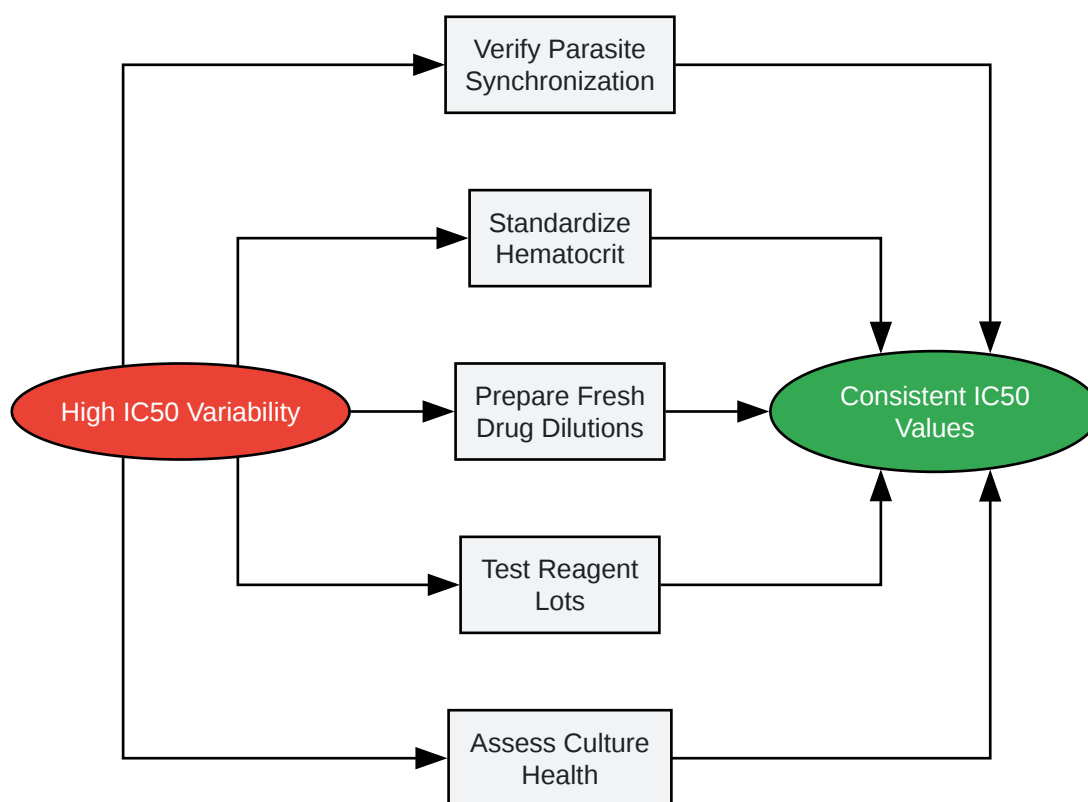 Verify Parasite
Synchronization
Standardize
Hematocrit
High IC50 Variability
Prepare Fresh
Drug Dilutions
Consistent IC50
Values
Test Reagent
Lots
Assess Culture
Health